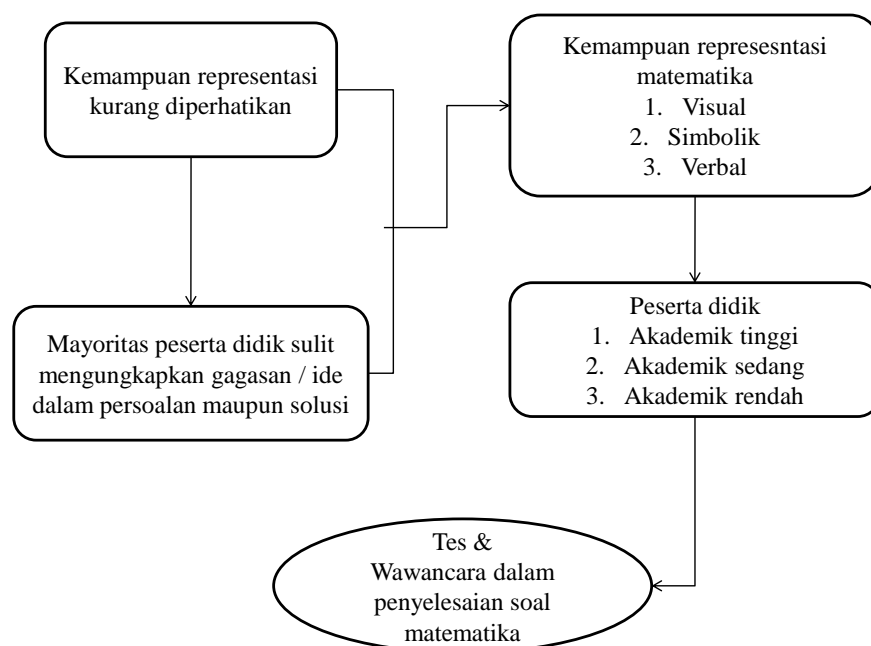 Kemampuan representasi
kurang diperhatikan
Mayoritas peserta didik sulit
mengungkapkan gagasan / ide
dalam persoalan maupun solusi
Kemampuan represesntasi
matematika
1. Visual
2. Simbolik
3. Verbal
Peserta didik
1. Akademik tinggi
2. Akademik sedang
3. Akademik rendah
Tes &
Wawancara dalam
penyelesaian soal
matematika